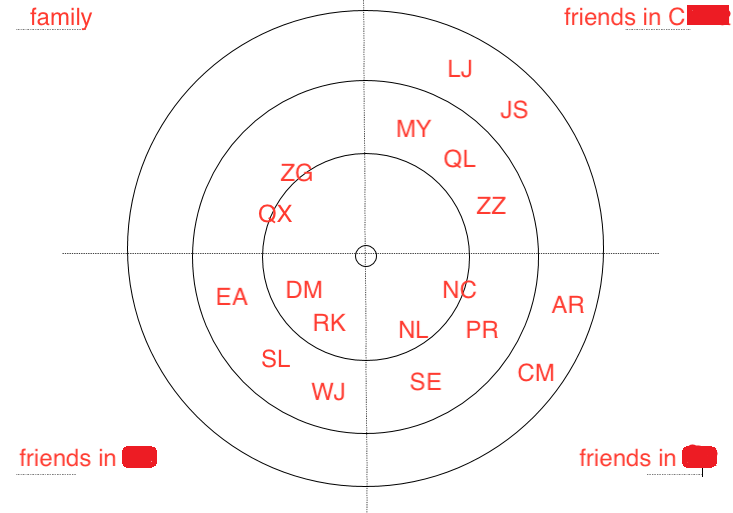 family
friends in C
LJ
JS
MY
QL
ZG
ZZ
QX
EA
DM
NC
AR
RK
NL
PR
SL
CM
WJ
SE
friends in
friends in